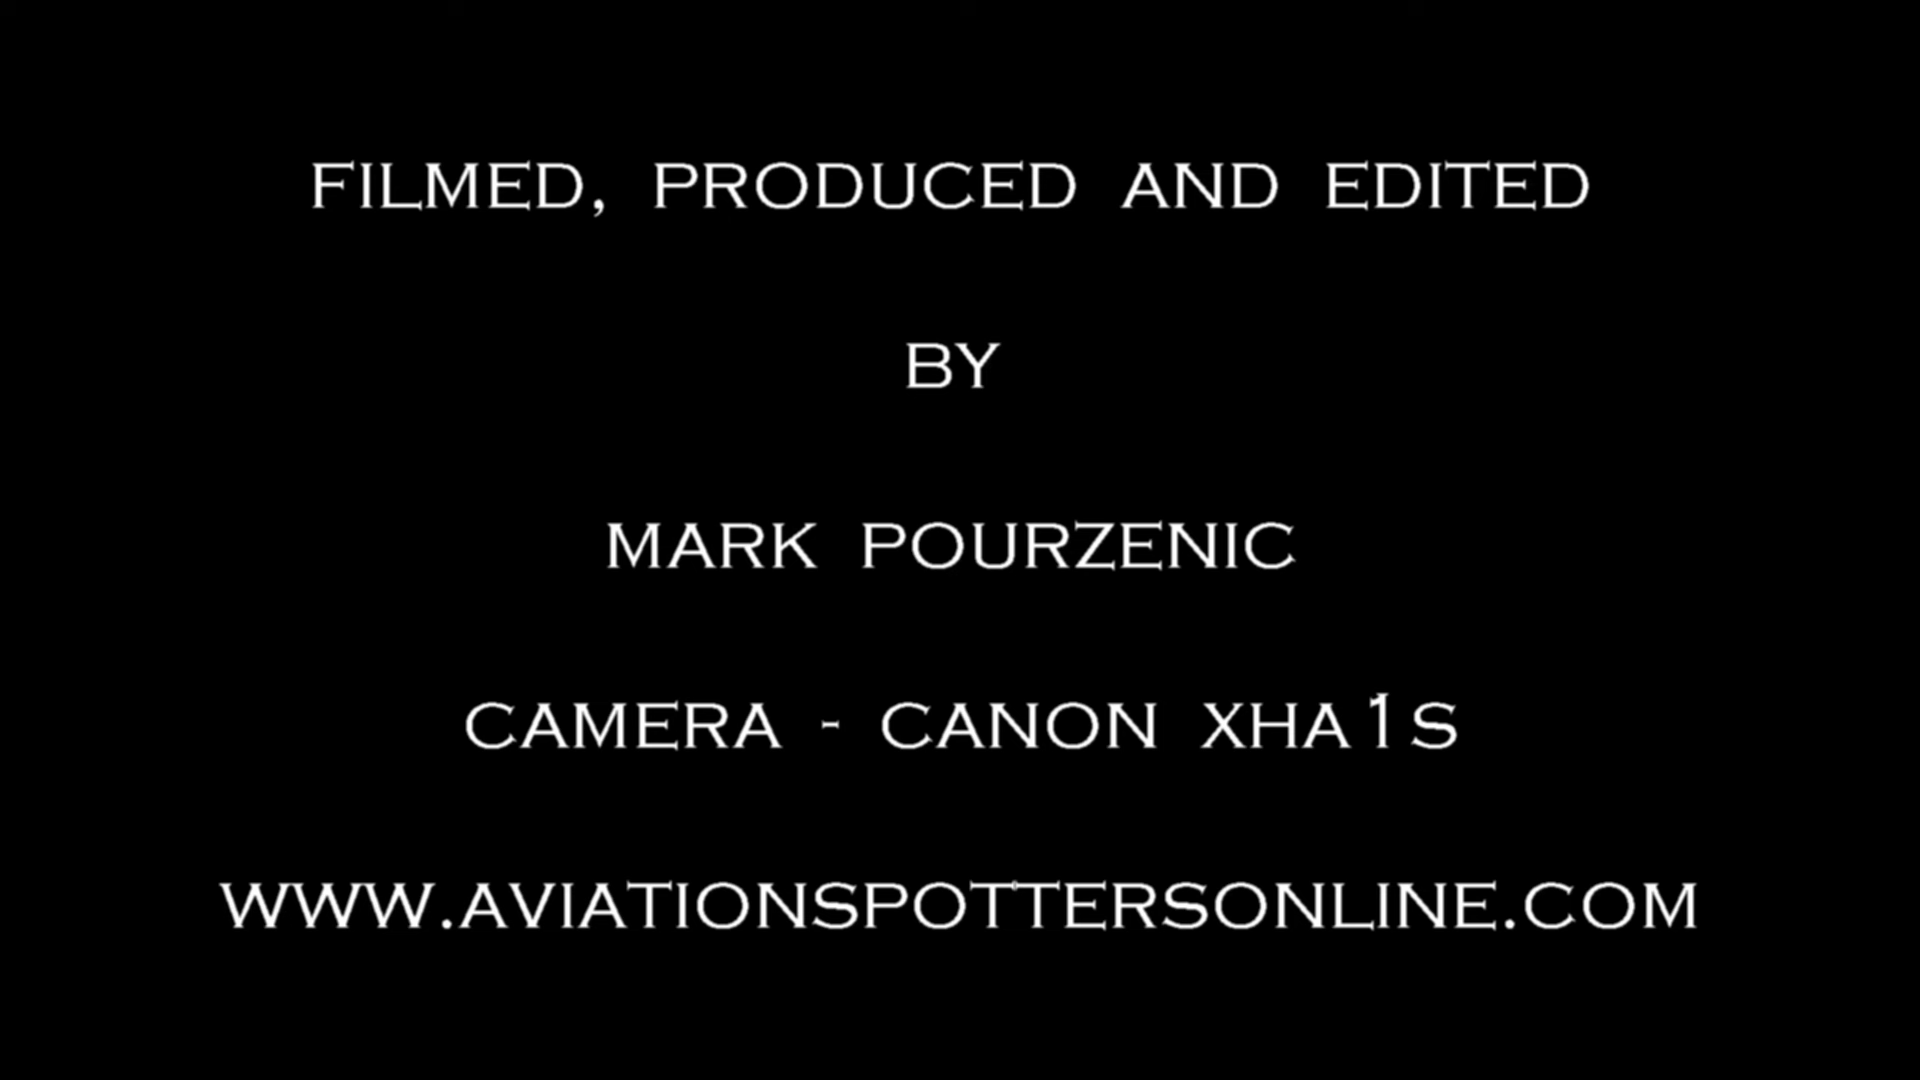 FILMED, PRODUCED AND EDITED
BY
MARK POURZENIC
CAMERA - CANON XHA1S
WWW.AVIATIONSPOTTERSONLINE.COM